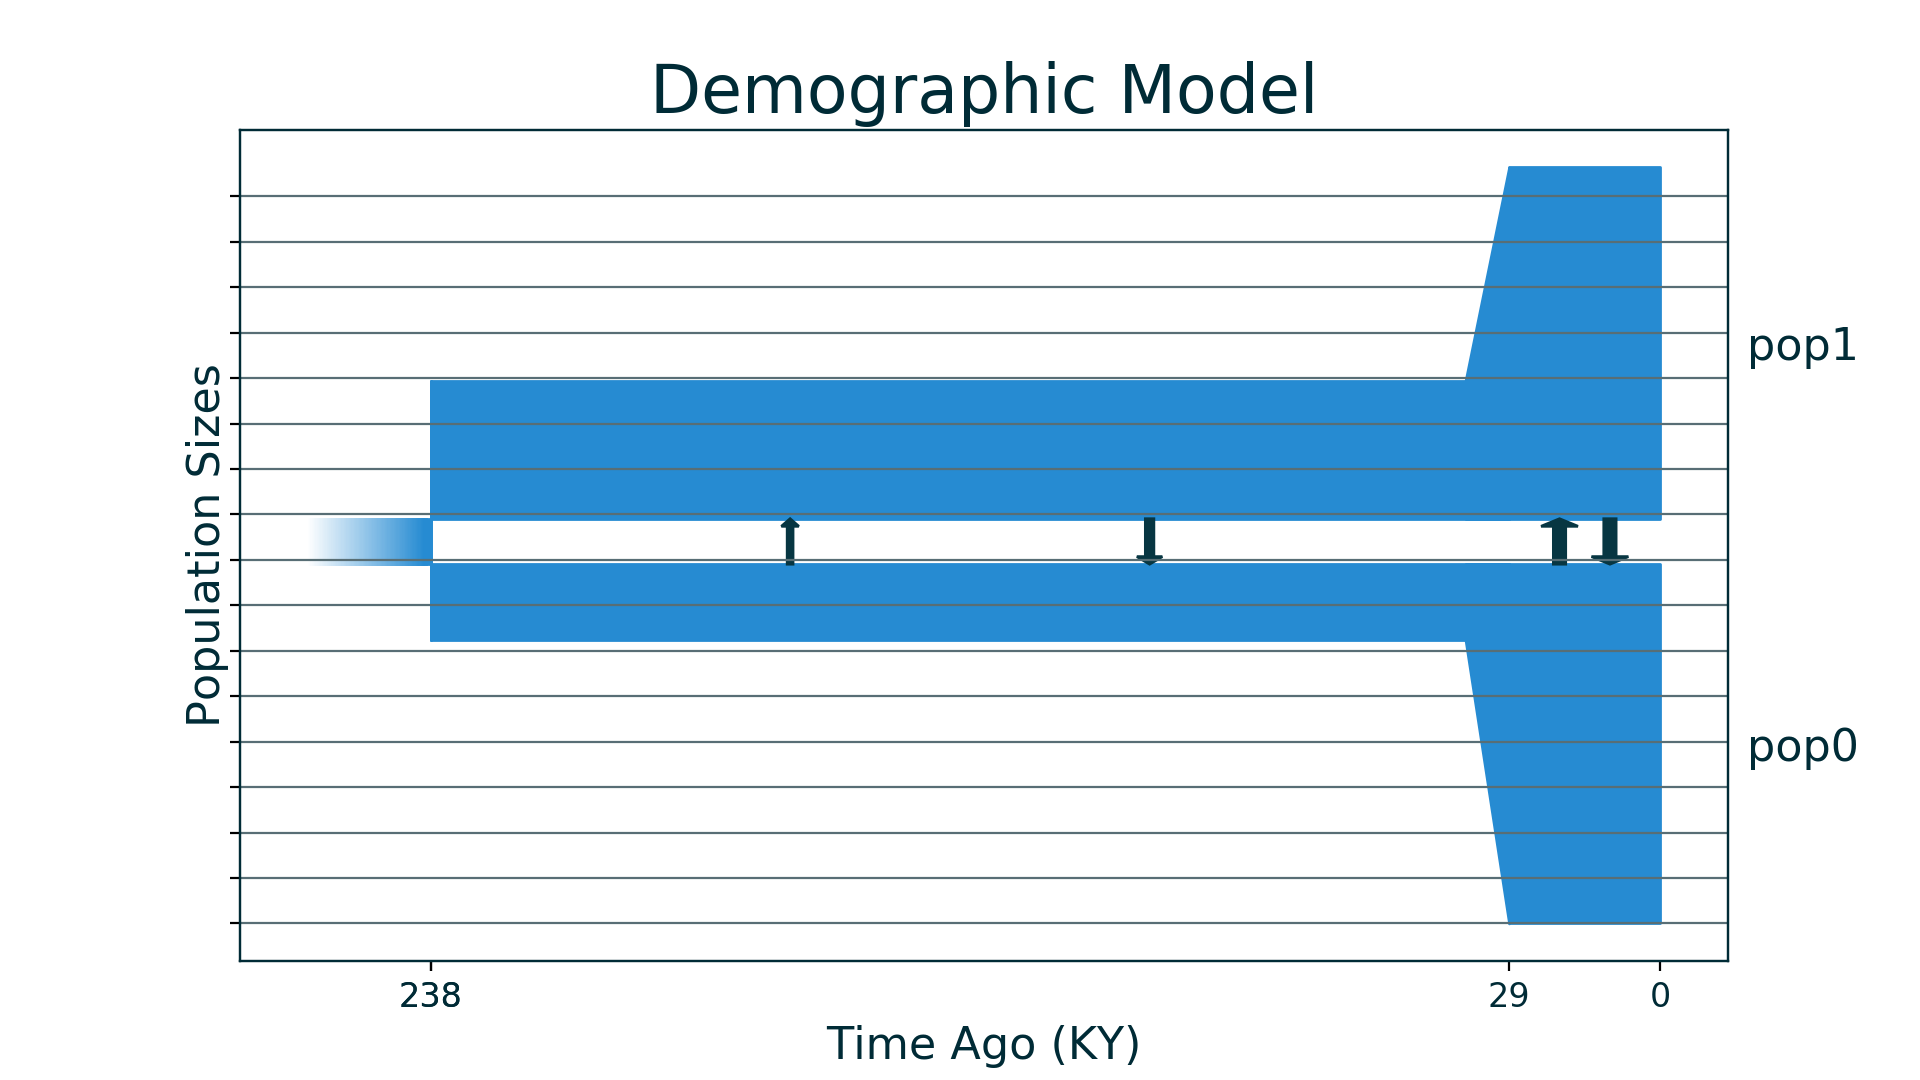 Demographic Model
Population Sizes
pop1
pop0
238
29
0
Time Ago (KY)